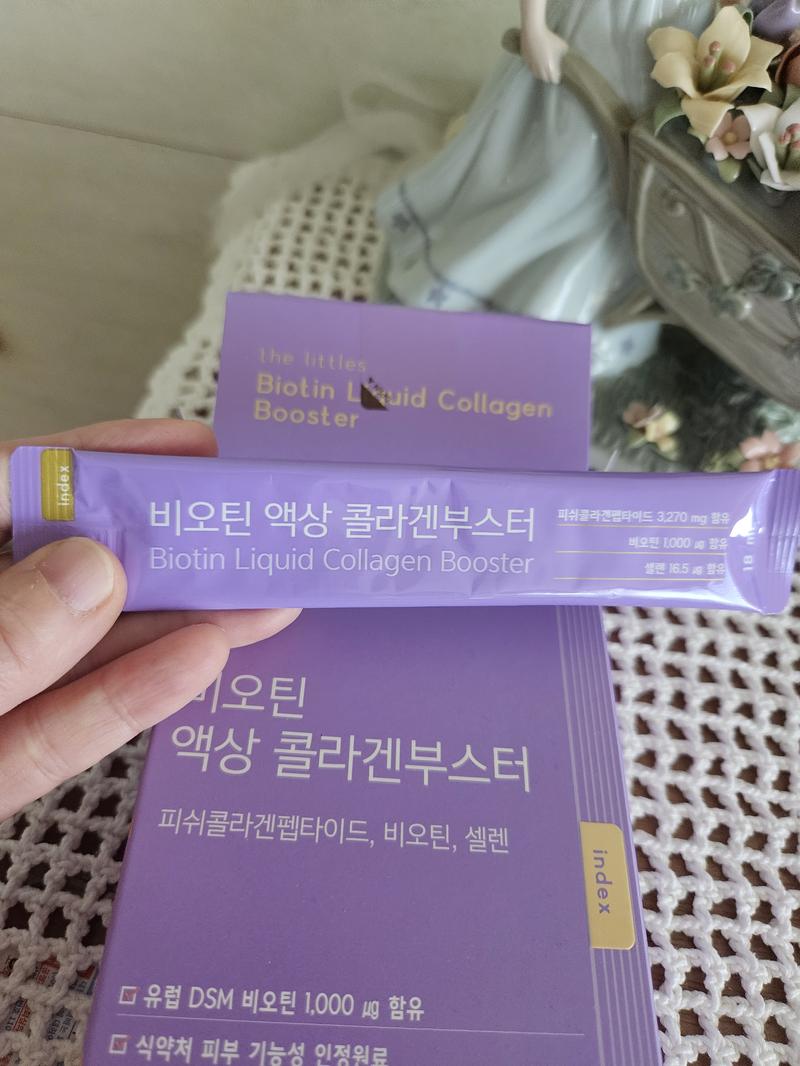 the littles
Biotin Liquid Collagen
Booster
index
비오틴 액상 콜라겐부스터
Biotin Liquid Collagen Booster
피쉬콜라겐펩타이드 3,270 mg 함유
비오틴 1,000 ㎍ 함유
셀렌 16.5 ㎍ 함유
18
비오틴
액상 콜라겐부스터
피쉬콜라겐펩타이드, 비오틴, 셀렌
index
유럽 DSM 비오틴 1,000 ㎍ 함유
식약처 피부 기능성 인정원료